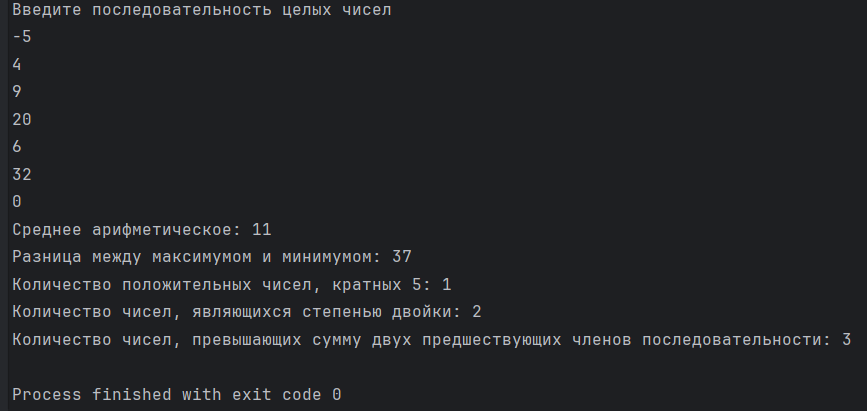 Введите последовательность целых чисел
-5
4
9
20
6
32
0
Среднее арифметическое: 11
Разница между максимумом и минимумом: 37
Количество положительных чисел, кратных 5: 1
Количество чисел, являющихся степенью двойки: 2
Количество чисел, превышающих сумму двух предшествующих членов последовательности: 3
Process finished with exit code 0